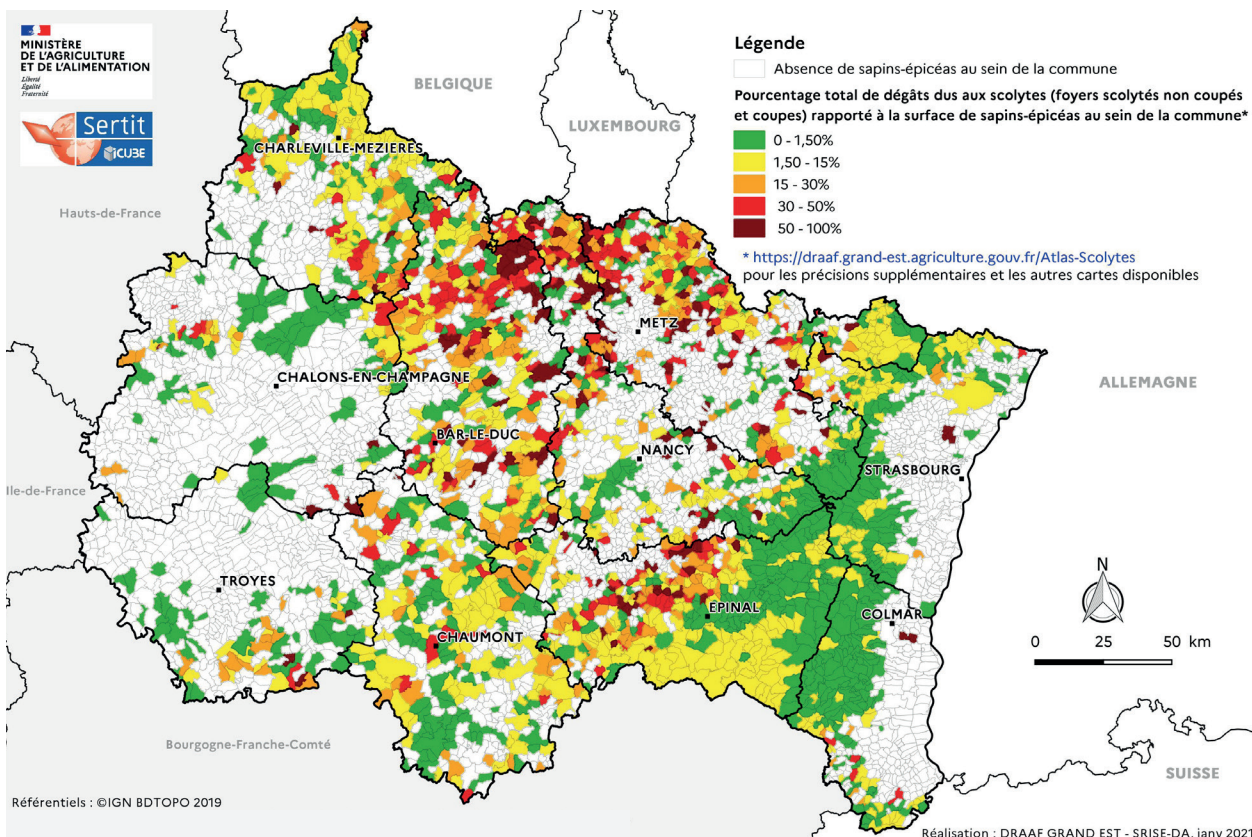 MINISTÈRE
DE L'AGRICULTURE
ET DE L'ALIMENTATION
Liberté
Égalité
Fraternité
Sertit
iCUBE
BELGIQUE
LUXEMBOURG
Hauts-de-France
Ile-de-France
Bourgogne-Franche-Comté
ALLEMAGNE
SUISSE
CHARLEVILLE-MEZIERES
METZ
CHALONS-EN-CHAMPAGNE
BAR-LE-DUC
NANCY
STRASBOURG
TROYES
ÉPINAL
COLMAR
CHAUMONT
Légende
Absence de sapins-épicéas au sein de la commune
Pourcentage total de dégâts dus aux scolytes (foyers scolytés non coupés
et coupes) rapporté à la surface de sapins-épicéas au sein de la commune*
0 - 1,50%
1,50 - 15%
15 - 30%
30 - 50%
50 - 100%
* https://draaf.grand-est.agriculture.gouv.fr/Atlas-Scolytes
pour les précisions supplémentaires et les autres cartes disponibles
N
0 25 50 km
Référentiels : ©IGN BDTOPO 2019
Réalisation : DRAAF GRAND EST - SRISE-DA, janv 2021